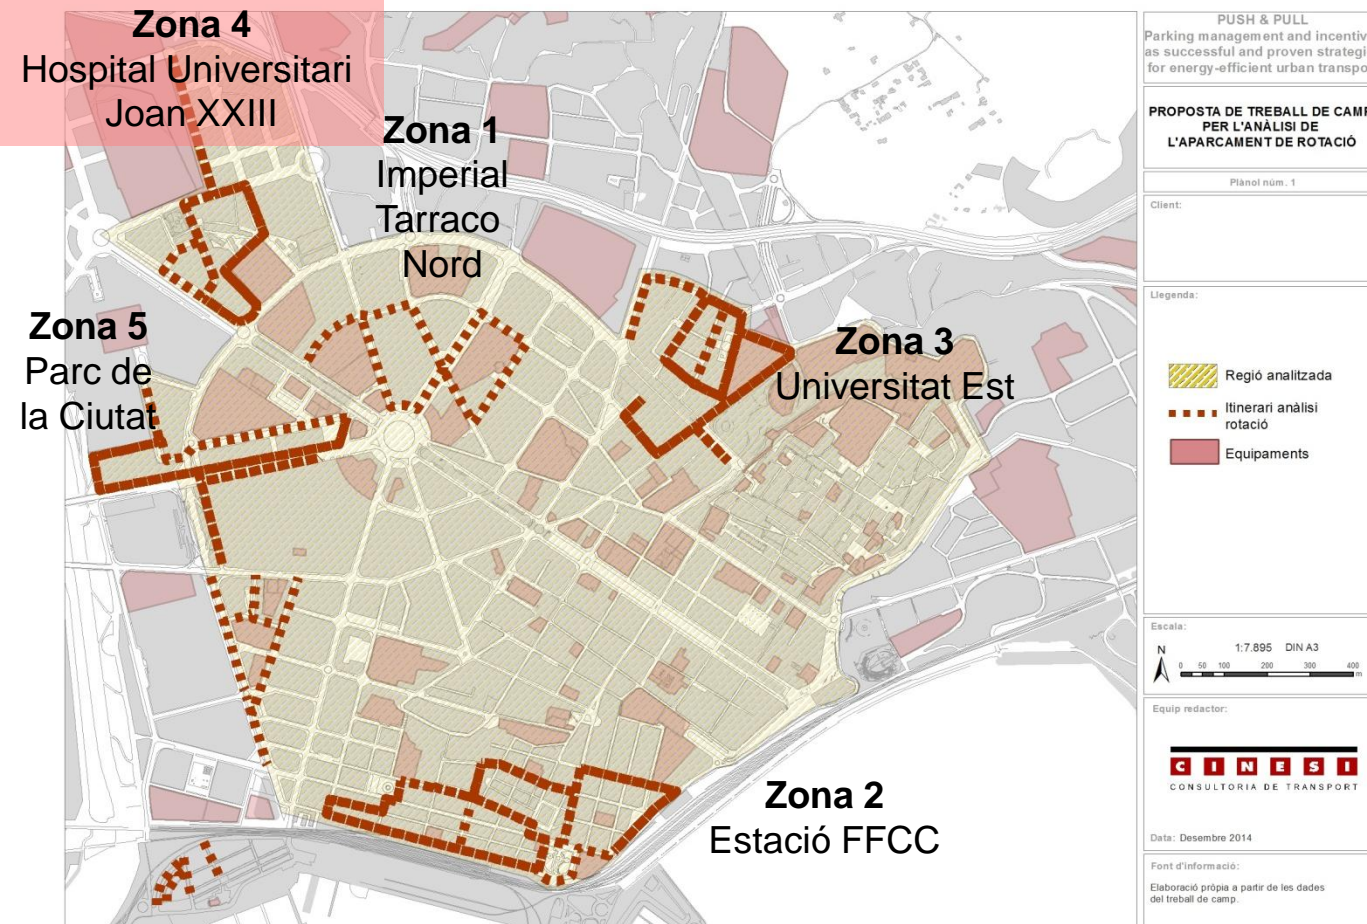 Zona 4
Hospital Universitari
Joan XXIII
Zona 1
Imperial
Tarraco
Nord
Zona 5
Parc de
la Ciutat
Zona 3
Universitat Est
Zona 2
Estació FFCC
PUSH & PULL
Parking management and incentiv
as successful and proven strategi
for energy-efficient urban transpo
PROPOSTA DE TREBALL DE CAMP
PER L'ANÀLISI DE
L'APARCAMENT DE ROTACIÓ
Plànol núm. 1
Client:
Llegenda:
Regió analitzada
Itinerari anàlisi
rotació
Equipaments
Escala:
N
1:7.895 DIN A3
0 50 100 200 300 400
m
Equip redactor:
CINESI
CONSULTORIA DE TRANSPORT
Data: Desembre 2014
Font d'informació:
Elaboració pròpia a partir de les dades
del treball de camp.